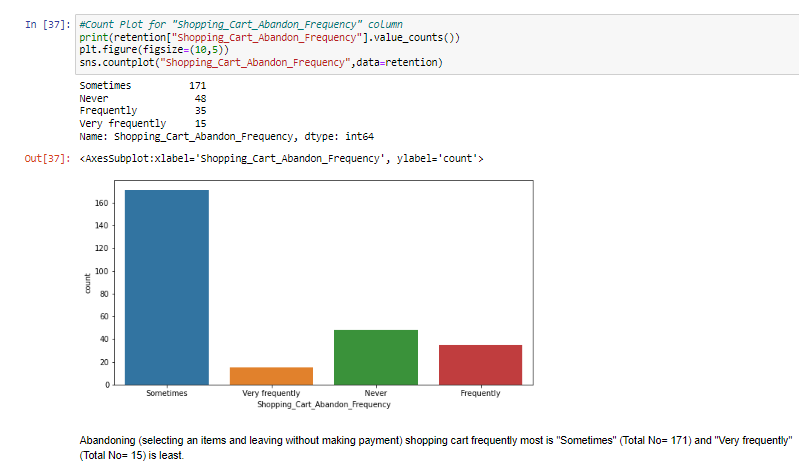 In [37]: #Count Plot for "Shopping_Cart_Abandon_Frequency" column
print(retention["Shopping_Cart_Abandon_Frequency"].value_counts())
plt.figure(figsize=(10,5))
sns.countplot("Shopping_Cart_Abandon_Frequency",data=retention)
Sometimes 171
Never 48
Frequently 35
Very frequently 15
Name: Shopping_Cart_Abandon_Frequency, dtype: int64
Out[37]: <AxesSubplot:xlabel='Shopping_Cart_Abandon_Frequency', ylabel='count'>
160
140
120
100
80
60
40
20
0
count
Sometimes Very frequently Never Frequently
Shopping_Cart_Abandon_Frequency
Abandoning (selecting an items and leaving without making payment) shopping cart frequently most is "Sometimes" (Total No= 171) and "Very frequently"
(Total No= 15) is least.